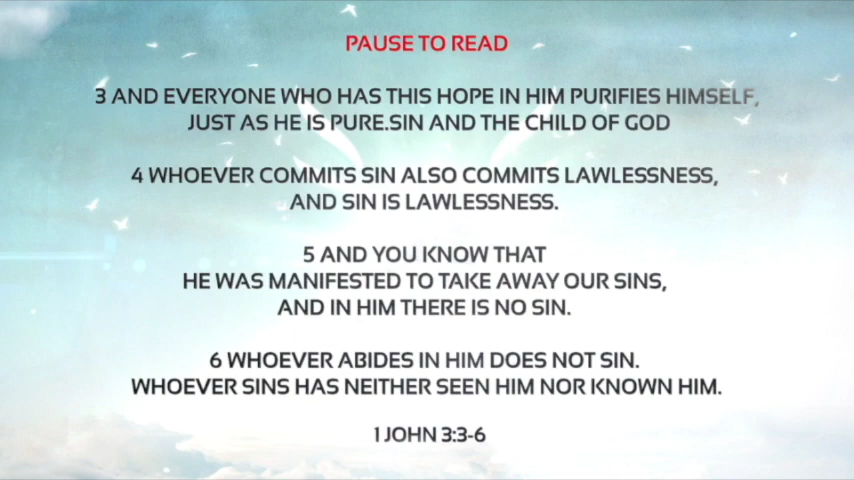 PAUSE TO READ
3 AND EVERYONE WHO HAS THIS HOPE IN HIM PURIFIES HIMSELF,
JUST AS HE IS PURE.SIN AND THE CHILD OF GOD
4 WHOEVER COMMITS SIN ALSO COMMITS LAWLESSNESS,
AND SIN IS LAWLESSNESS.
5 AND YOU KNOW THAT
HE WAS MANIFESTED TO TAKE AWAY OUR SINS,
AND IN HIM THERE IS NO SIN.
6 WHOEVER ABIDES IN HIM DOES NOT SIN.
WHOEVER SINS HAS NEITHER SEEN HIM NOR KNOWN HIM.
1 JOHN 3:3-6